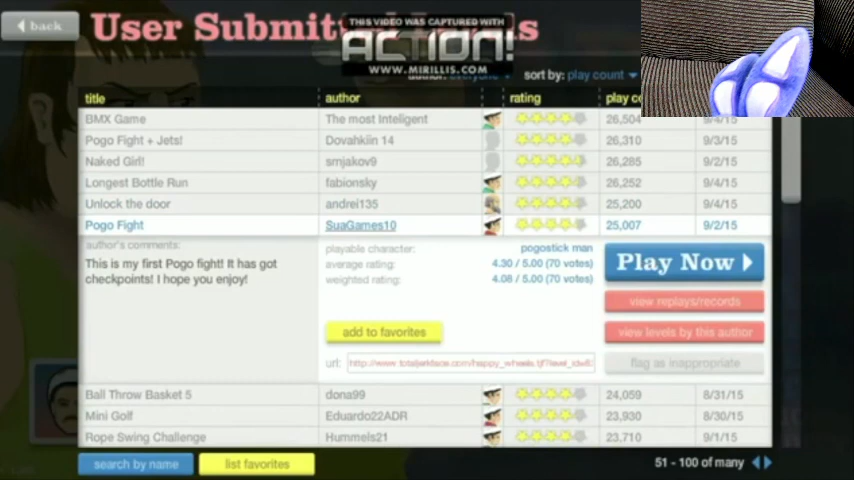 back
User Submitt
THIS VIDEO WAS CAPTURED WITH
ACTION!
WWW.MIRILLIS.COM
sort by: play count
title author rating play co
BMX Game The most Inteligent 26,504 9/4/15
Pogo Fight + Jets! Dovahkiin 14 26,310 9/3/15
Naked Girl! smjakov9 26,285 9/2/15
Longest Bottle Run fabionsky 26,252 9/4/15
Unlock the door andrei135 25,200 9/4/15
Pogo Fight SuaGames10 25,007 9/2/15
author's comments:
This is my first Pogo fight! It has got
checkpoints! I hope you enjoy!
playable character: pogostick man
average rating: 4.30 / 5.00 (70 votes)
weighted rating: 4.08 / 5.00 (70 votes)
add to favorites
url:
Play Now
view replays/records
view levels by this author
flag as inappropriate
Ball Throw Basket 5 dona99 24,059 8/31/15
Mini Golf Eduardo22ADR 23,930 8/30/15
Rope Swing Challenge Hummels21 23,710 9/1/15
search by name
list favorites
51 - 100 of many